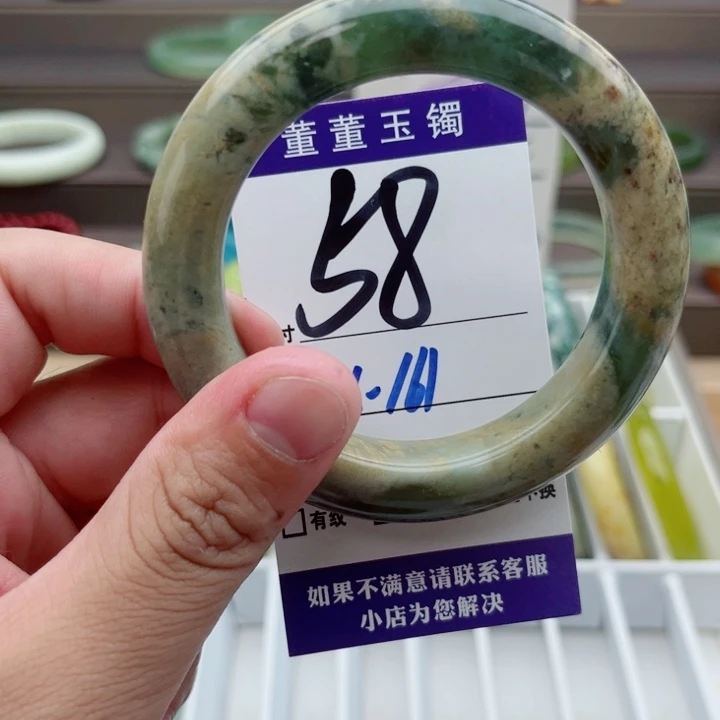 董董玉镯
58
寸
-161
有纹
不换
如果不满意请联系客服
小店为您解决